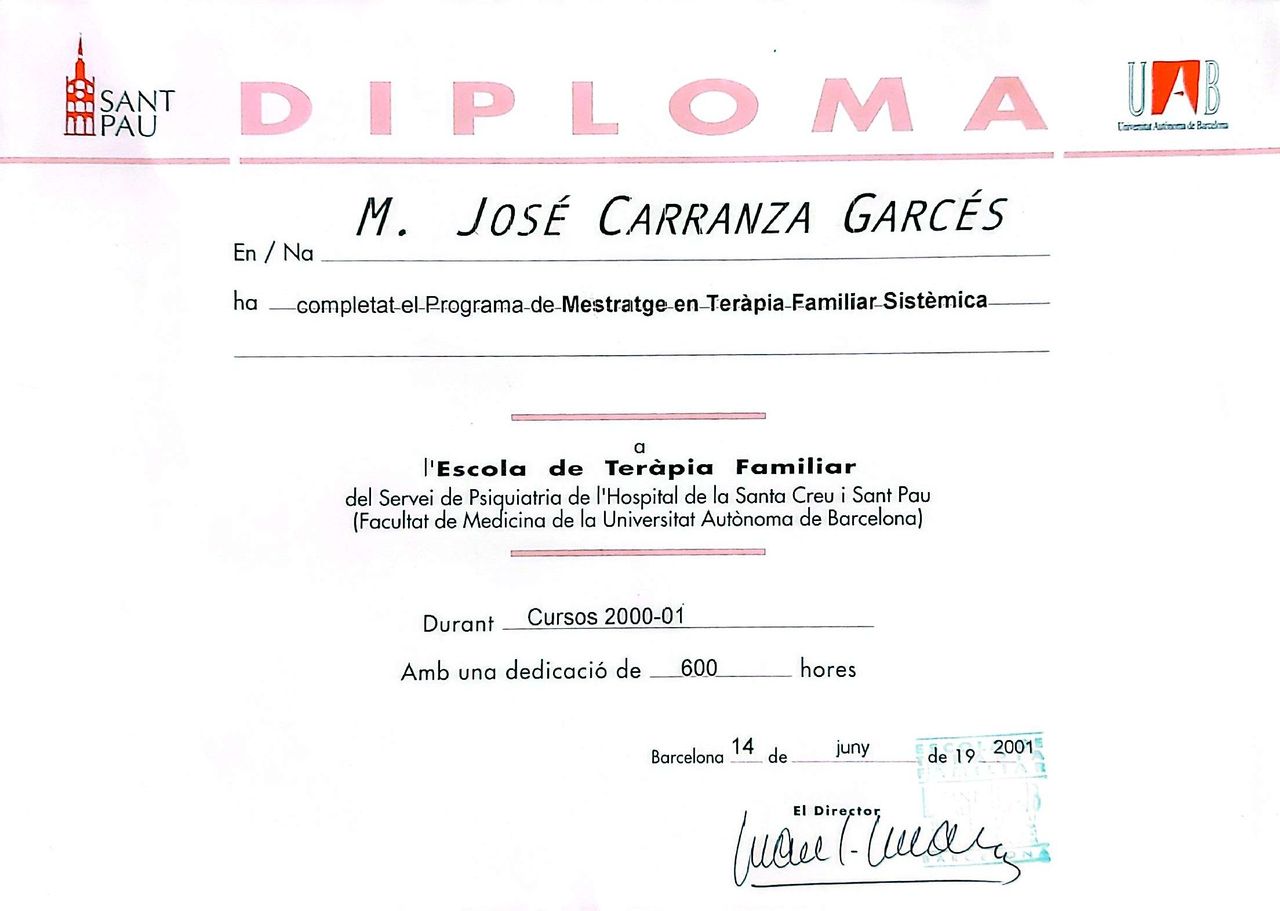 SANT
PAU
DIPLOMA
UAB
Universitat Autònoma de Barcelona
M. JOSÉ CARRANZA GARCÉS
En / Na
ha completat el Programa de Mestratge en Teràpia Familiar Sistèmica
a
l'Escola de Teràpia Familiar
del Servei de Psiquiatria de l'Hospital de la Santa Creu i Sant Pau
(Facultat de Medicina de la Universitat Autònoma de Barcelona)
Durant Cursos 2000-01
Amb una dedicació de 600 hores
Barcelona 14 de juny de 19 2001
El Director
BARCELONA